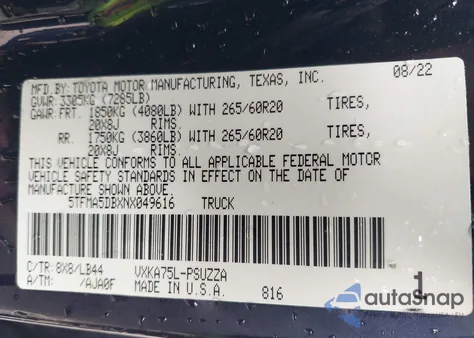 MFD BY: TOYOTA MOTOR MANUFACTURING, TEXAS, INC. 08/22
GVWR 3305KG (7285LB)
GAWR: FRT. 1850KG (4080LB) WITH 265/60R20 TIRES,
20X8J RIMS,
RR. 1750KG (3860LB) WITH 265/60R20 TIRES,
20X8J RIMS.
THIS VEHICLE CONFORMS TO ALL APPLICABLE FEDERAL MOTOR
VEHICLE SAFETY STANDARDS IN EFFECT ON THE DATE OF
MANUFACTURE SHOWN ABOVE.
5TFMA5DBXNX049616 TRUCK
C/TR: 8X8/LB44 VXKA75L-PSUZZA
A/TM: /AJA0F MADE IN U.S.A. 816
1
autosnap